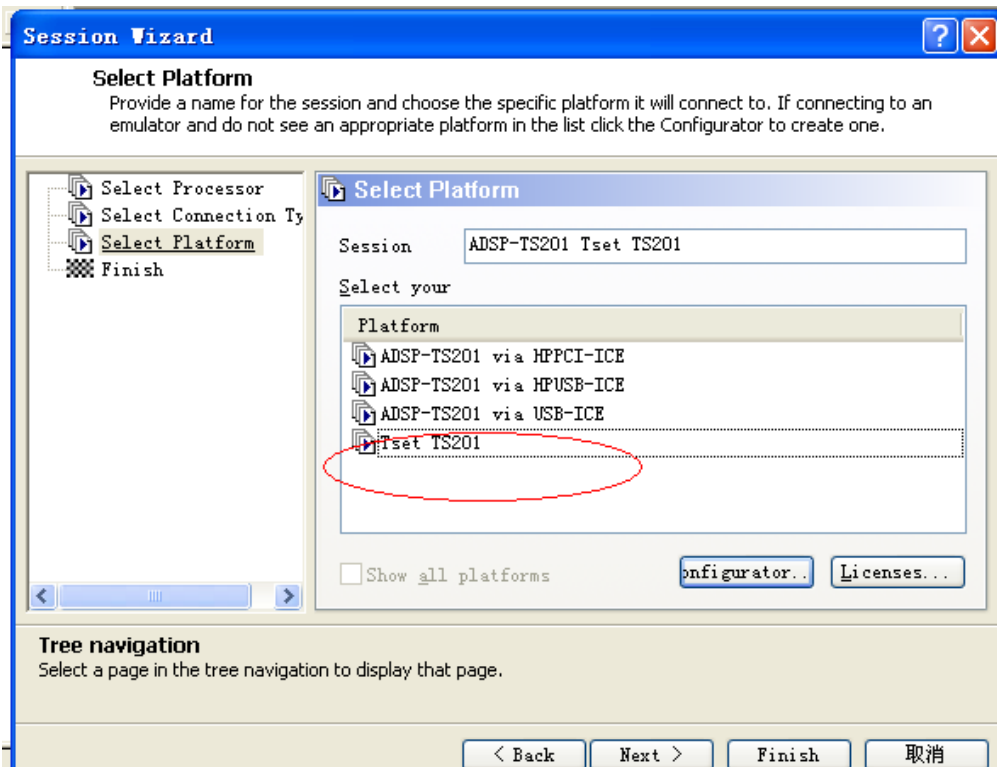 Session Wizard
Select Platform
Provide a name for the session and choose the specific platform it will connect to. If connecting to an
emulator and do not see an appropriate platform in the list click the Configurator to create one.
Select Processor
Select Connection Ty
Select Platform
Finish
Select Platform
Session ADSP-TS201 Tset TS201
Select your
Platform
ADSP-TS201 via HPPCI-ICE
ADSP-TS201 via HPUSB-ICE
ADSP-TS201 via USB-ICE
Tset TS201
Show all platforms onfigurator.. Licenses...
Tree navigation
Select a page in the tree navigation to display that page.
< Back Next > Finish 取消